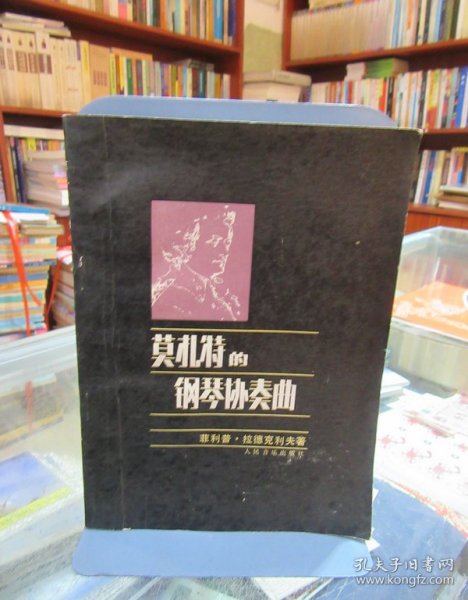 莫札特的
钢琴协奏曲
菲利普·拉德克利夫著
人民音乐出版社
孔夫子旧书网
www.kongfz.com